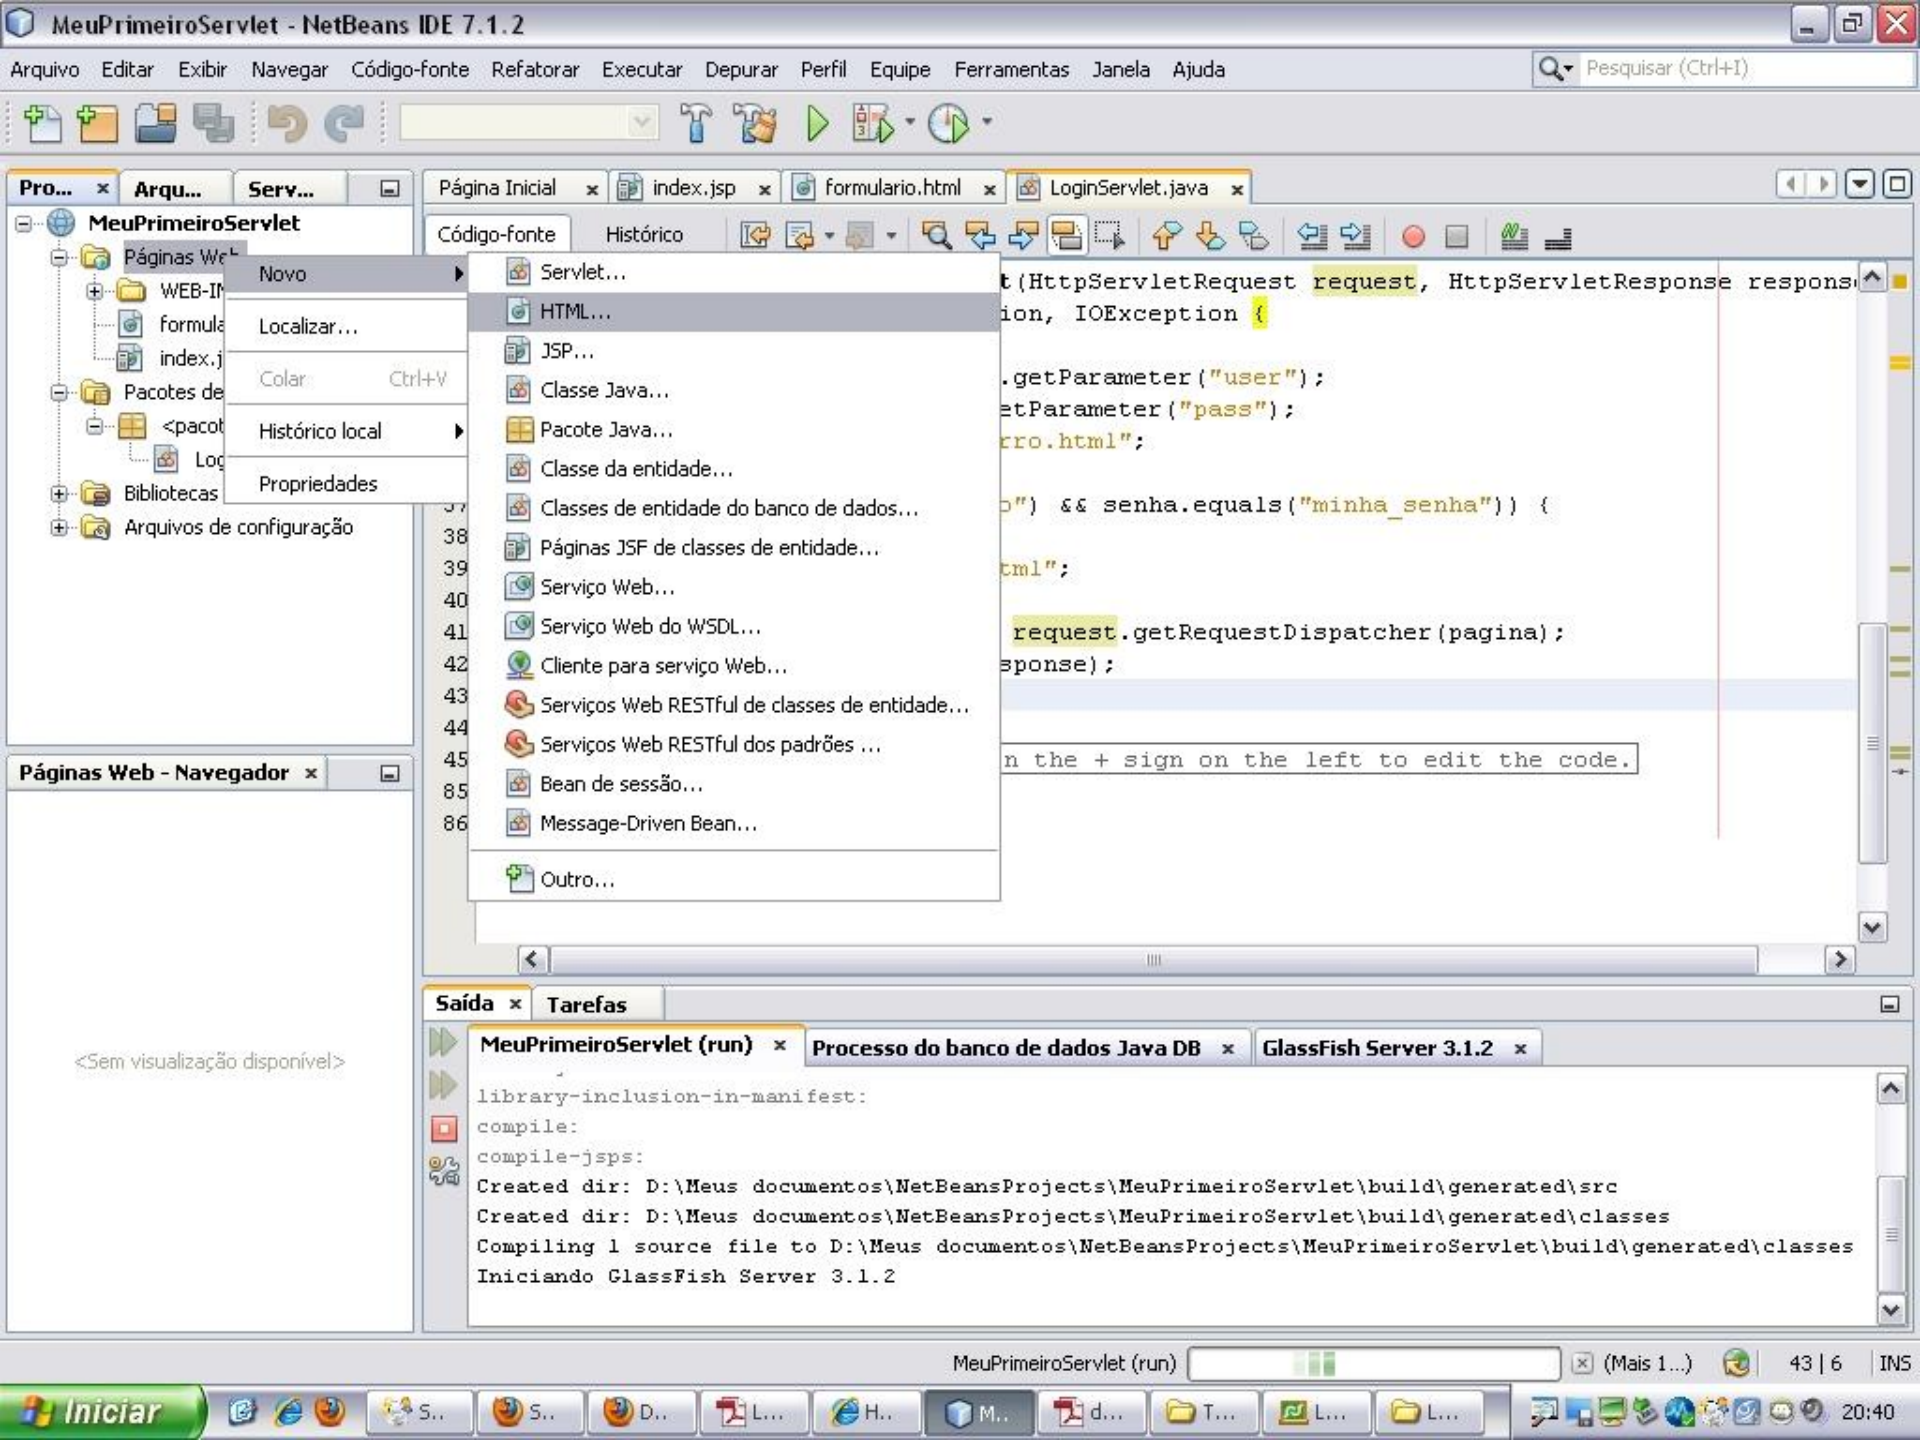 MeuPrimeiroServlet - NetBeans IDE 7.1.2
Arquivo Editar Exibir Navegar Código-fonte Refatorar Executar Depurar Perfil Equipe Ferramentas Janela Ajuda
Pesquisar (Ctrl+I)
Pro... Arqu... Serv...
Página Inicial index.jsp formulario.html LoginServlet.java
MeuPrimeiroServlet
Páginas Web
WEB-IN
formula
index.j
Pacotes de
<pacot
Log
Bibliotecas
Arquivos de configuração
Novo
Localizar...
Colar Ctrl+V
Histórico local
Propriedades
Código-fonte Histórico
Servlet...
HTML...
JSP...
Classe Java...
Pacote Java...
Classe da entidade...
Classes de entidade do banco de dados...
Páginas JSF de classes de entidade...
Serviço Web...
Serviço Web do WSDL...
Cliente para serviço Web...
Serviços Web RESTful de classes de entidade...
Serviços Web RESTful dos padrões ...
Bean de sessão...
Message-Driven Bean...
Outro...
t(HttpServletRequest request, HttpServletResponse respons
ion, IOException {
.getParameter("user");
etParameter("pass");
rro.html";
o") && senha.equals("minha_senha")) {
tml";
request.getRequestDispatcher(pagina);
sponse);
n the + sign on the left to edit the code.
37
38
39
40
41
42
43
44
45
85
86
Páginas Web - Navegador
<Sem visualização disponível>
Saída Tarefas
MeuPrimeiroServlet (run) Processo do banco de dados Java DB GlassFish Server 3.1.2
library-inclusion-in-manifest:
compile:
compile-jsps:
Created dir: D:\Meus documentos\NetBeansProjects\MeuPrimeiroServlet\build\generated\src
Created dir: D:\Meus documentos\NetBeansProjects\MeuPrimeiroServlet\build\generated\classes
Compiling 1 source file to D:\Meus documentos\NetBeansProjects\MeuPrimeiroServlet\build\generated\classes
Iniciando GlassFish Server 3.1.2
MeuPrimeiroServlet (run) (Mais 1...) 43 | 6 INS
Iniciar S.. S.. D.. L... H.. M.. d... T... L... L... 20:40